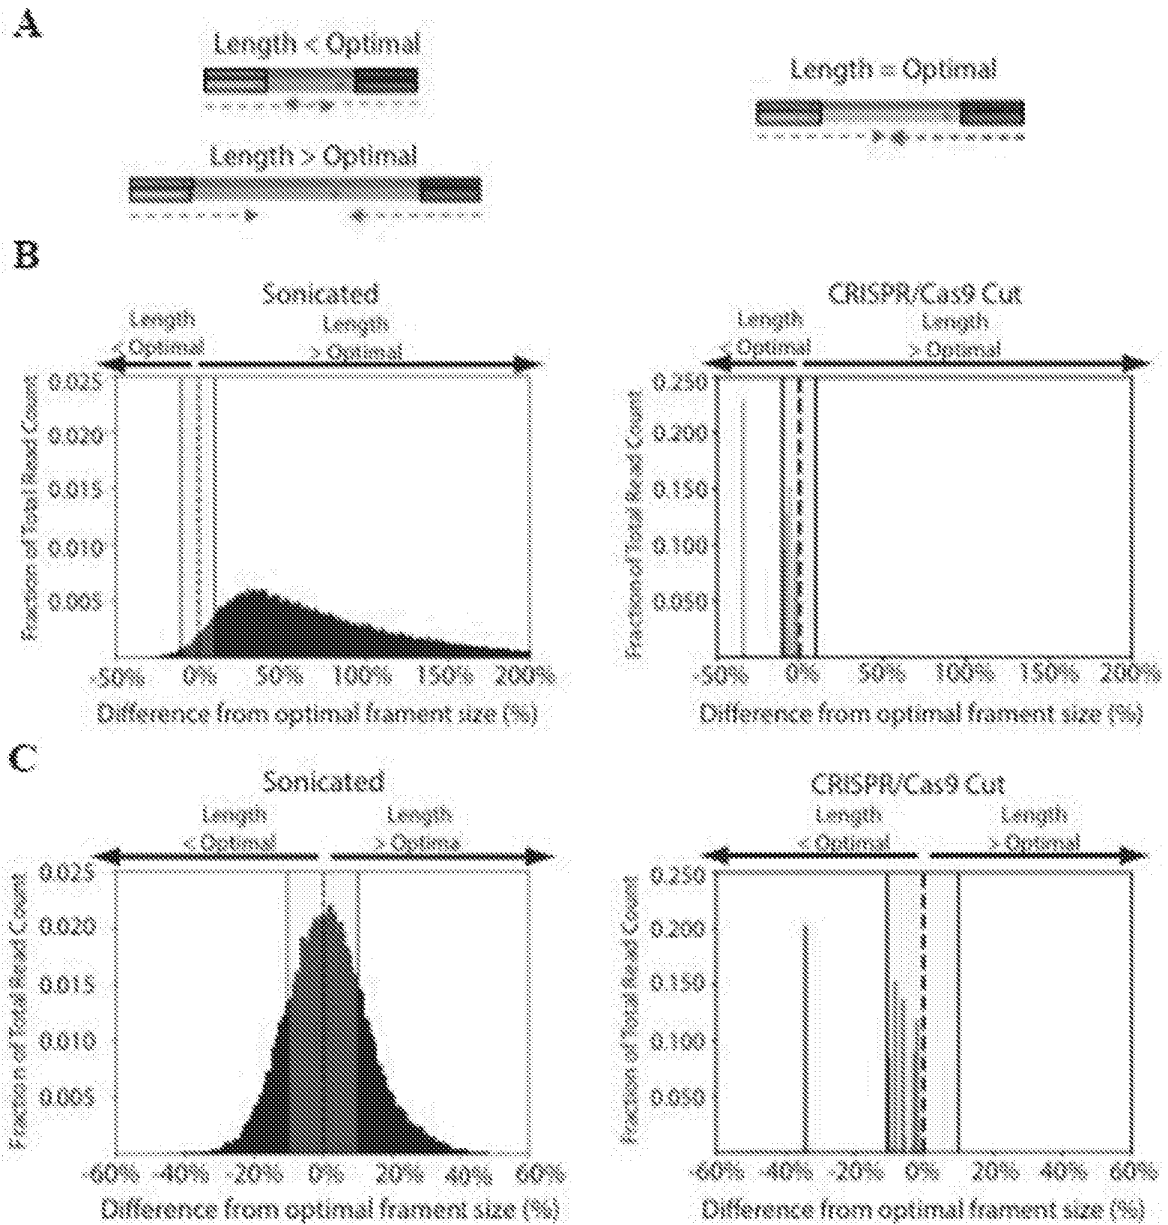 A
Length < Optimal
Length = Optimal
Length > Optimal
B
Sonicated
Length
< Optimal
Length
> Optimal
Fraction of Total Read Count
0.025
0.020
0.015
0.010
0.005
-50%
0%
50%
100%
150%
200%
Difference from optimal frament size (%)
CRISPR/Cas9 Cut
Length
< Optimal
Length
> Optimal
Fraction of Total Read Count
0.250
0.200
0.150
0.100
0.050
-50%
0%
50%
100%
150%
200%
Difference from optimal frament size (%)
C
Sonicated
Length
< Optimal
Length
> Optima
Fraction of Total Read Count
0.025
0.020
0.015
0.010
0.005
-60%
-40%
-20%
0%
20%
40%
60%
Difference from optimal frament size (%)
CRISPR/Cas9 Cut
Length
< Optimal
Length
> Optimal
Fraction of Total Read Count
0.250
0.200
0.150
0.100
0.050
-60%
-40%
-20%
0%
20%
40%
60%
Difference from optimal frament size (%)